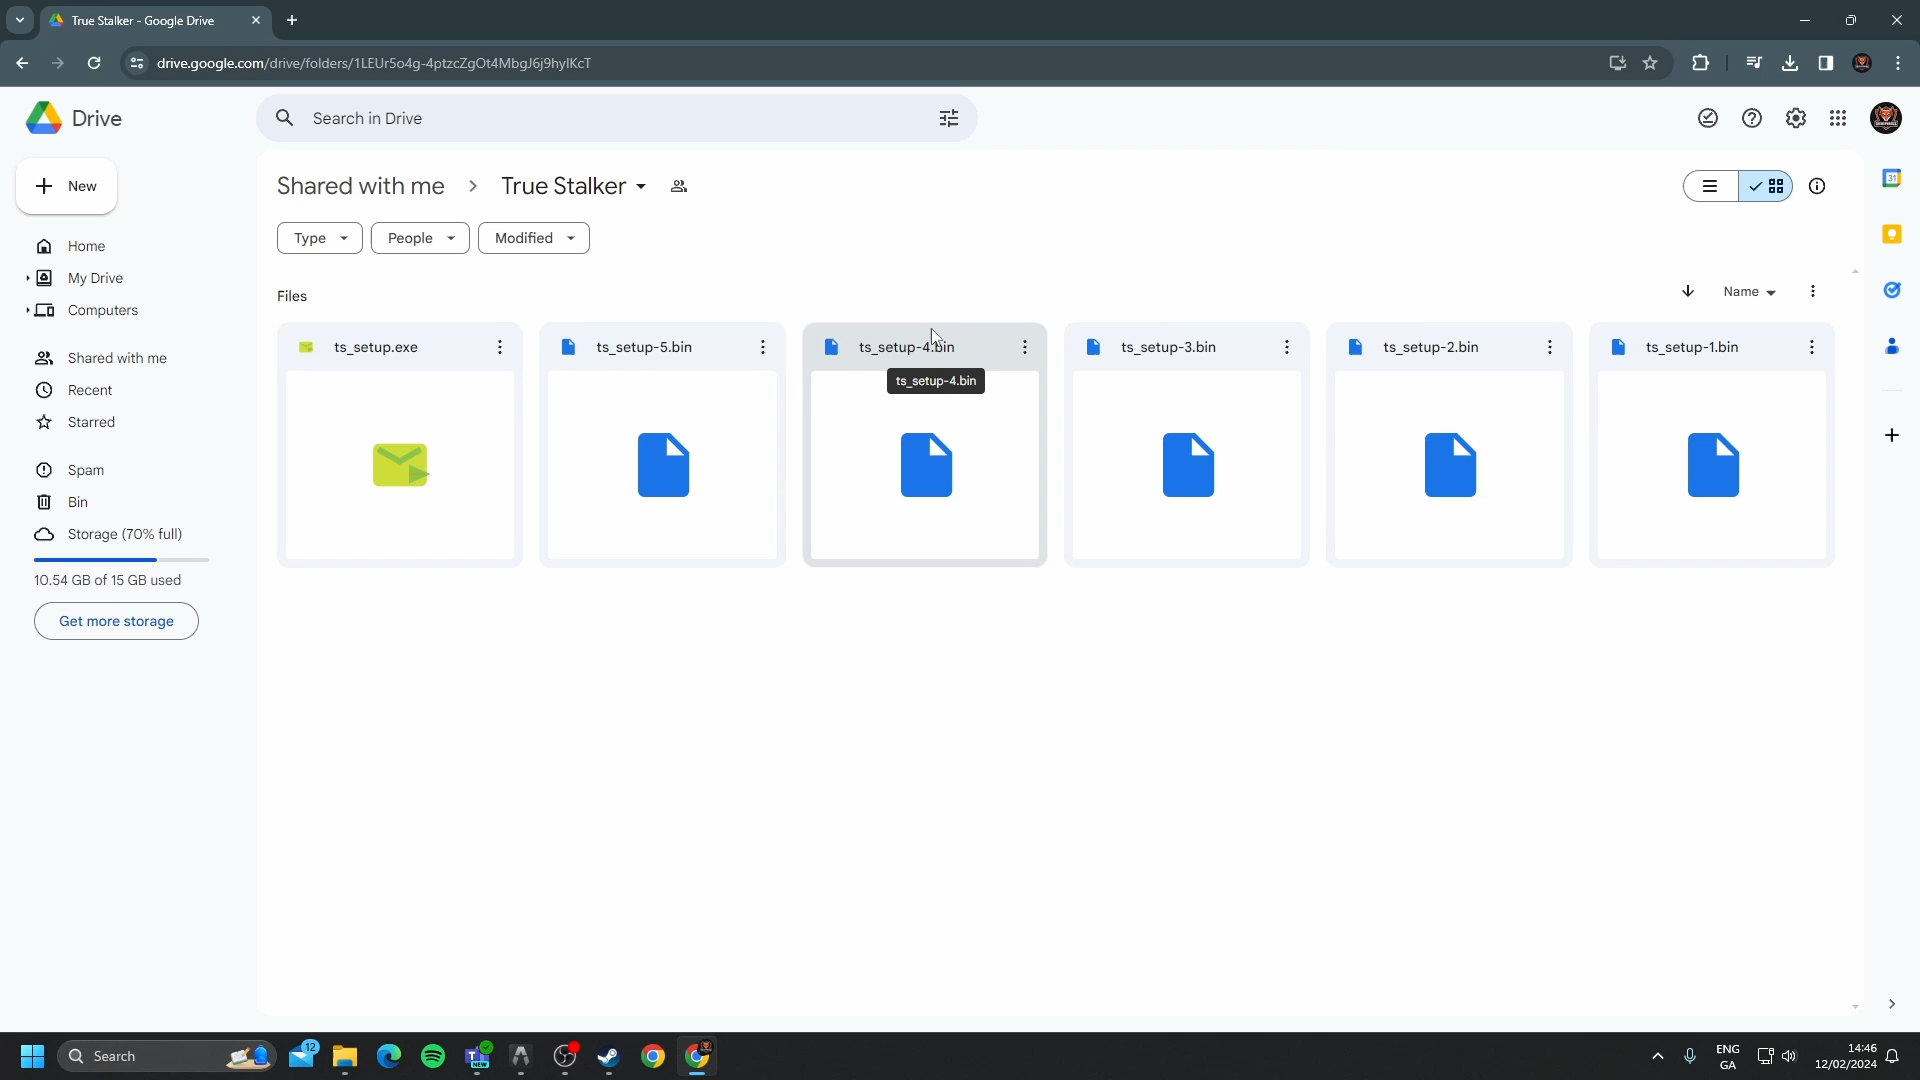 True Stalker - Google Drive
drive.google.com/drive/folders/1LEUr5o4g-4ptzcZgOt4MbgJ6j9hyIKcT
Drive
Search in Drive
New
Shared with me
True Stalker
Type
People
Modified
Home
My Drive
Computers
Shared with me
Recent
Starred
Spam
Bin
Storage (70% full)
10.54 GB of 15 GB used
Get more storage
Files
Name
ts_setup.exe
ts_setup-5.bin
ts_setup-4.bin
ts_setup-3.bin
ts_setup-2.bin
ts_setup-1.bin
ts_setup-4.bin
31
Search
12
NEW
ENG
GA
14:46
12/02/2024